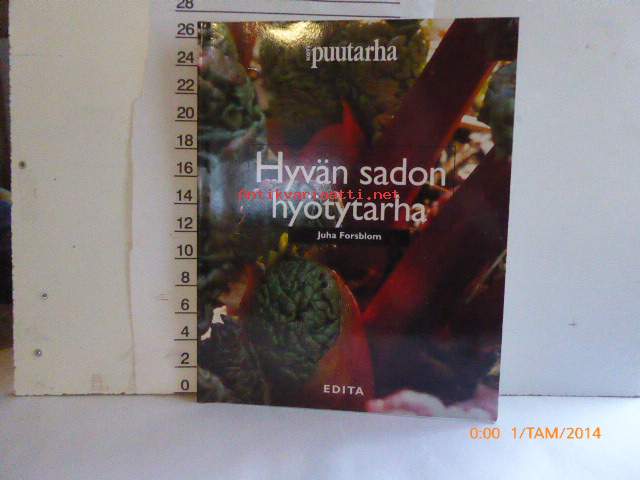 28
26
24
22
20
18
16
14
12
10
8
6
4
2
0
puutarha
Hyvän sadon
antikvariaatti.net
hyötytarha
Juha Forsblom
EDITA
0:00 1/TAM/2014